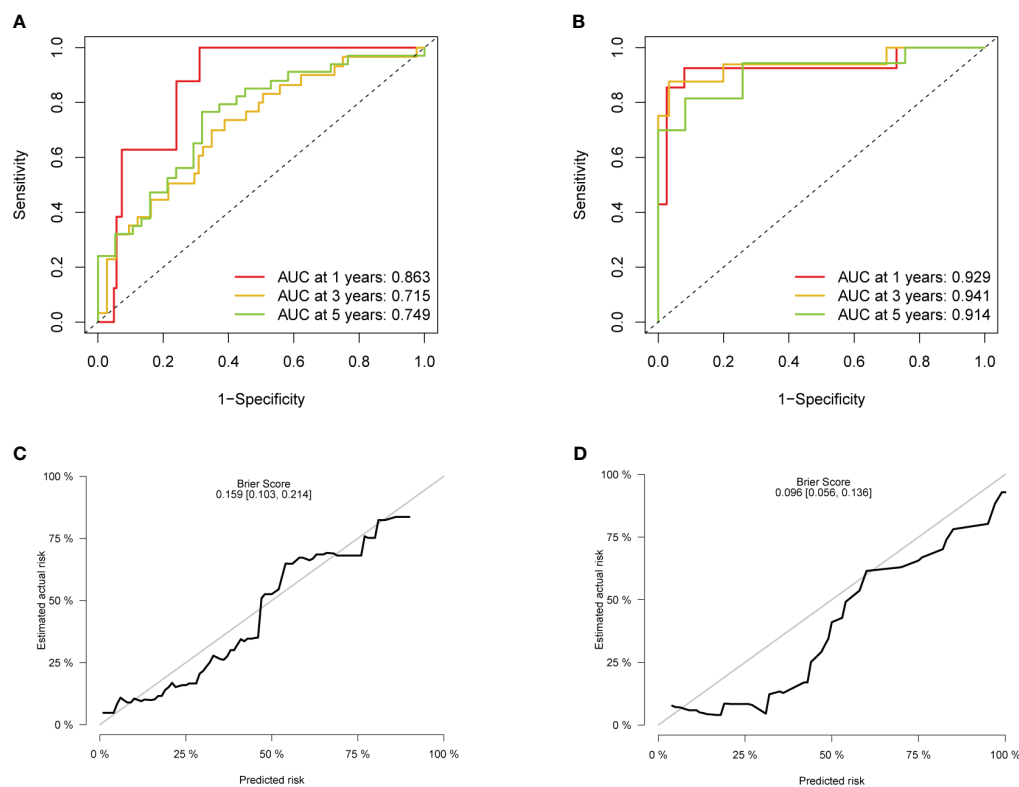 A
B
Sensitivity
0.0 0.2 0.4 0.6 0.8 1.0
AUC at 1 years: 0.863
AUC at 3 years: 0.715
AUC at 5 years: 0.749
0.0 0.2 0.4 0.6 0.8 1.0
1−Specificity
Sensitivity
0.0 0.2 0.4 0.6 0.8 1.0
AUC at 1 years: 0.929
AUC at 3 years: 0.941
AUC at 5 years: 0.914
0.0 0.2 0.4 0.6 0.8 1.0
1−Specificity
C
D
Brier Score
0.159 [0.103, 0.214]
Estimated actual risk
100 %
75 %
50 %
25 %
0 %
0 % 25 % 50 % 75 % 100 %
Predicted risk
Brier Score
0.096 [0.056, 0.136]
Estimated actual risk
100 %
75 %
50 %
25 %
0 %
0 % 25 % 50 % 75 % 100 %
Predicted risk